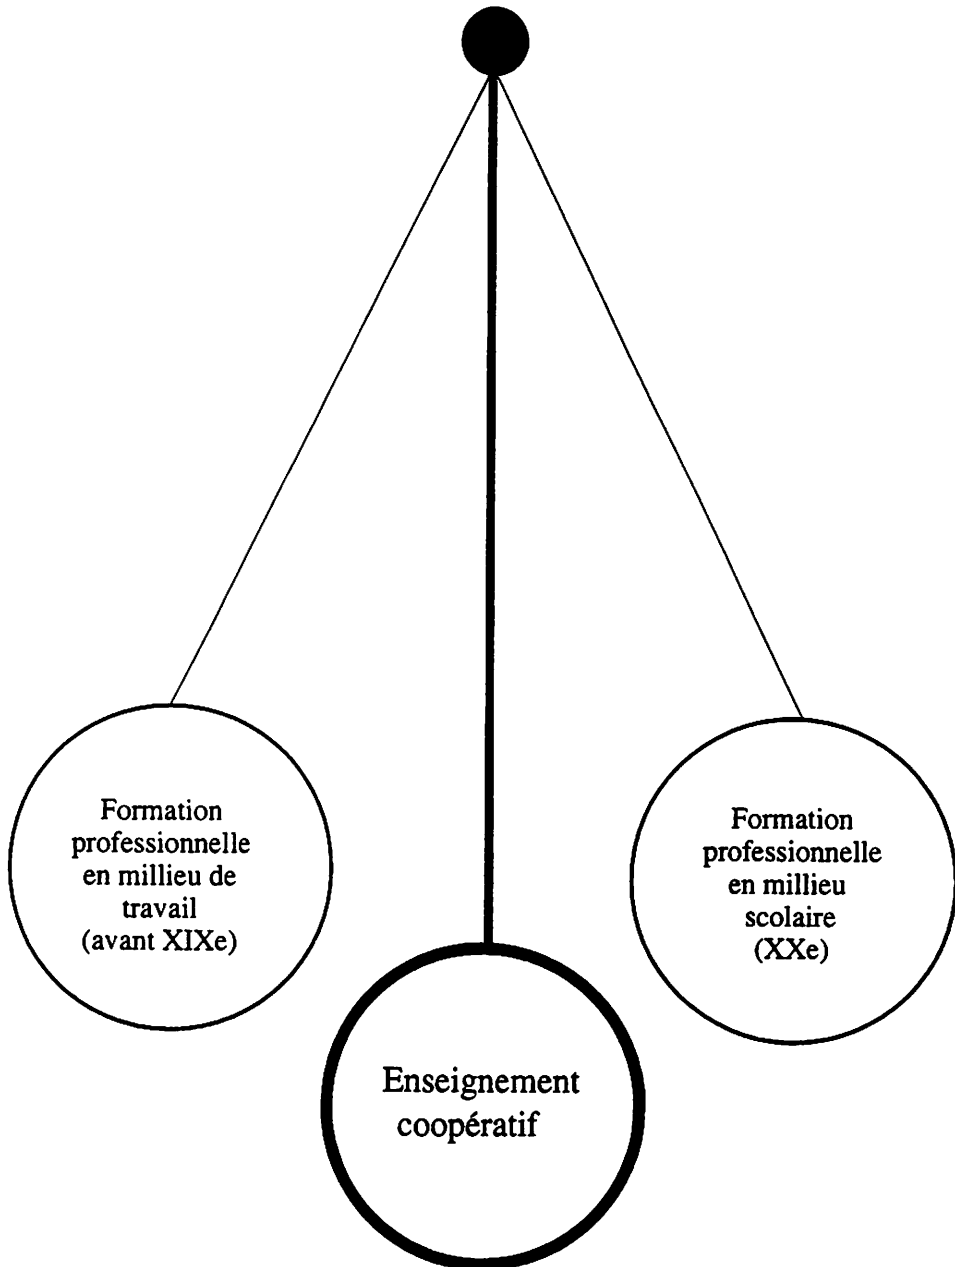 Formation
professionnelle
en millieu de
travail
(avant XIXe)
Formation
professionnelle
en millieu
scolaire
(XXe)
Enseignement
coopératif